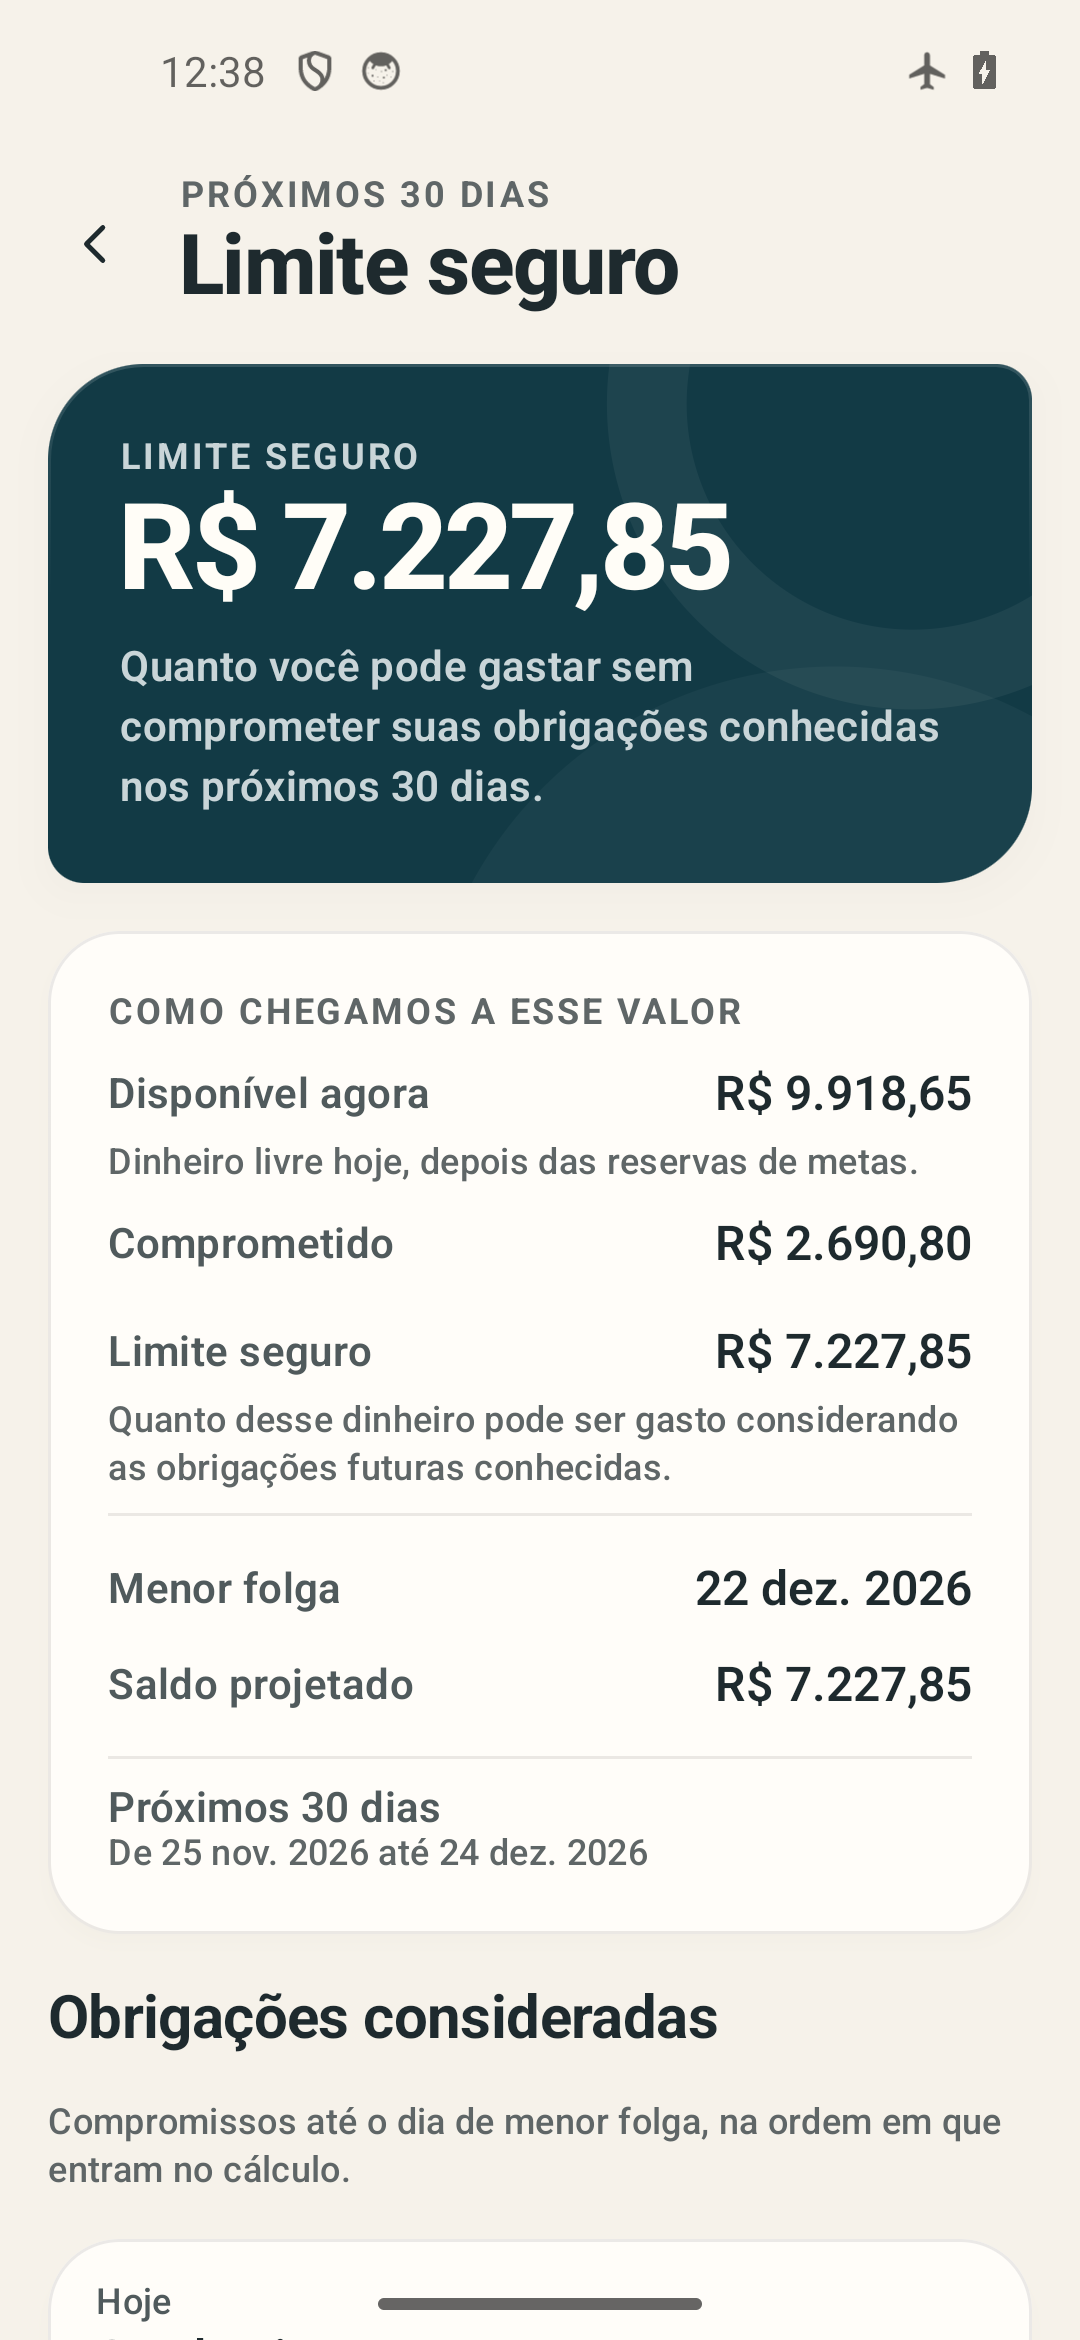 12:38
PRÓXIMOS 30 DIAS
Limite seguro
LIMITE SEGURO
R$ 7.227,85
Quanto você pode gastar sem
comprometer suas obrigações conhecidas
nos próximos 30 dias.
COMO CHEGAMOS A ESSE VALOR
Disponível agora R$ 9.918,65
Dinheiro livre hoje, depois das reservas de metas.
Comprometido R$ 2.690,80
Limite seguro R$ 7.227,85
Quanto desse dinheiro pode ser gasto considerando
as obrigações futuras conhecidas.
Menor folga 22 dez. 2026
Saldo projetado R$ 7.227,85
Próximos 30 dias
De 25 nov. 2026 até 24 dez. 2026
Obrigações consideradas
Compromissos até o dia de menor folga, na ordem em que
entram no cálculo.
Hoje